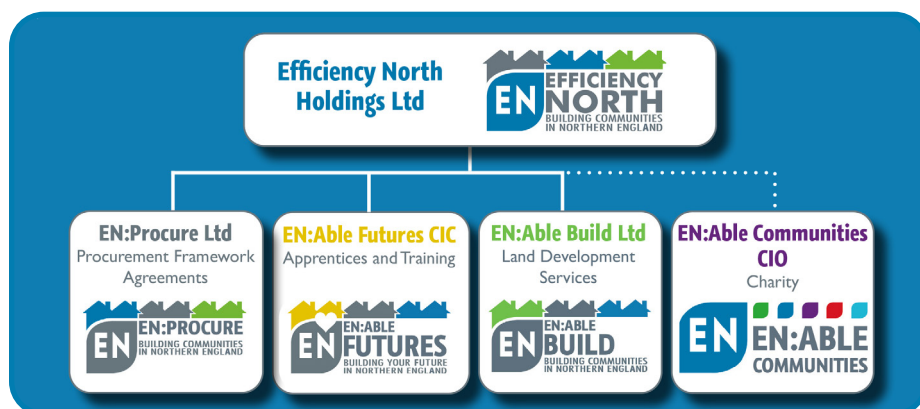 Efficiency North
Holdings Ltd
EN
EFFICIENCY
NORTH
BUILDING COMMUNITIES
IN NORTHERN ENGLAND
EN:Procure Ltd
Procurement Framework
Agreements
EN
EN:PROCURE
BUILDING COMMUNITIES
IN NORTHERN ENGLAND
EN:Able Futures CIC
Apprentices and Training
EN
EN:ABLE
FUTURES
BUILDING YOUR FUTURE
IN NORTHERN ENGLAND
EN:Able Build Ltd
Land Development
Services
EN
EN:ABLE
BUILD
BUILDING COMMUNITIES
IN NORTHERN ENGLAND
EN:Able Communities
CIO
Charity
EN
EN:ABLE
COMMUNITIES